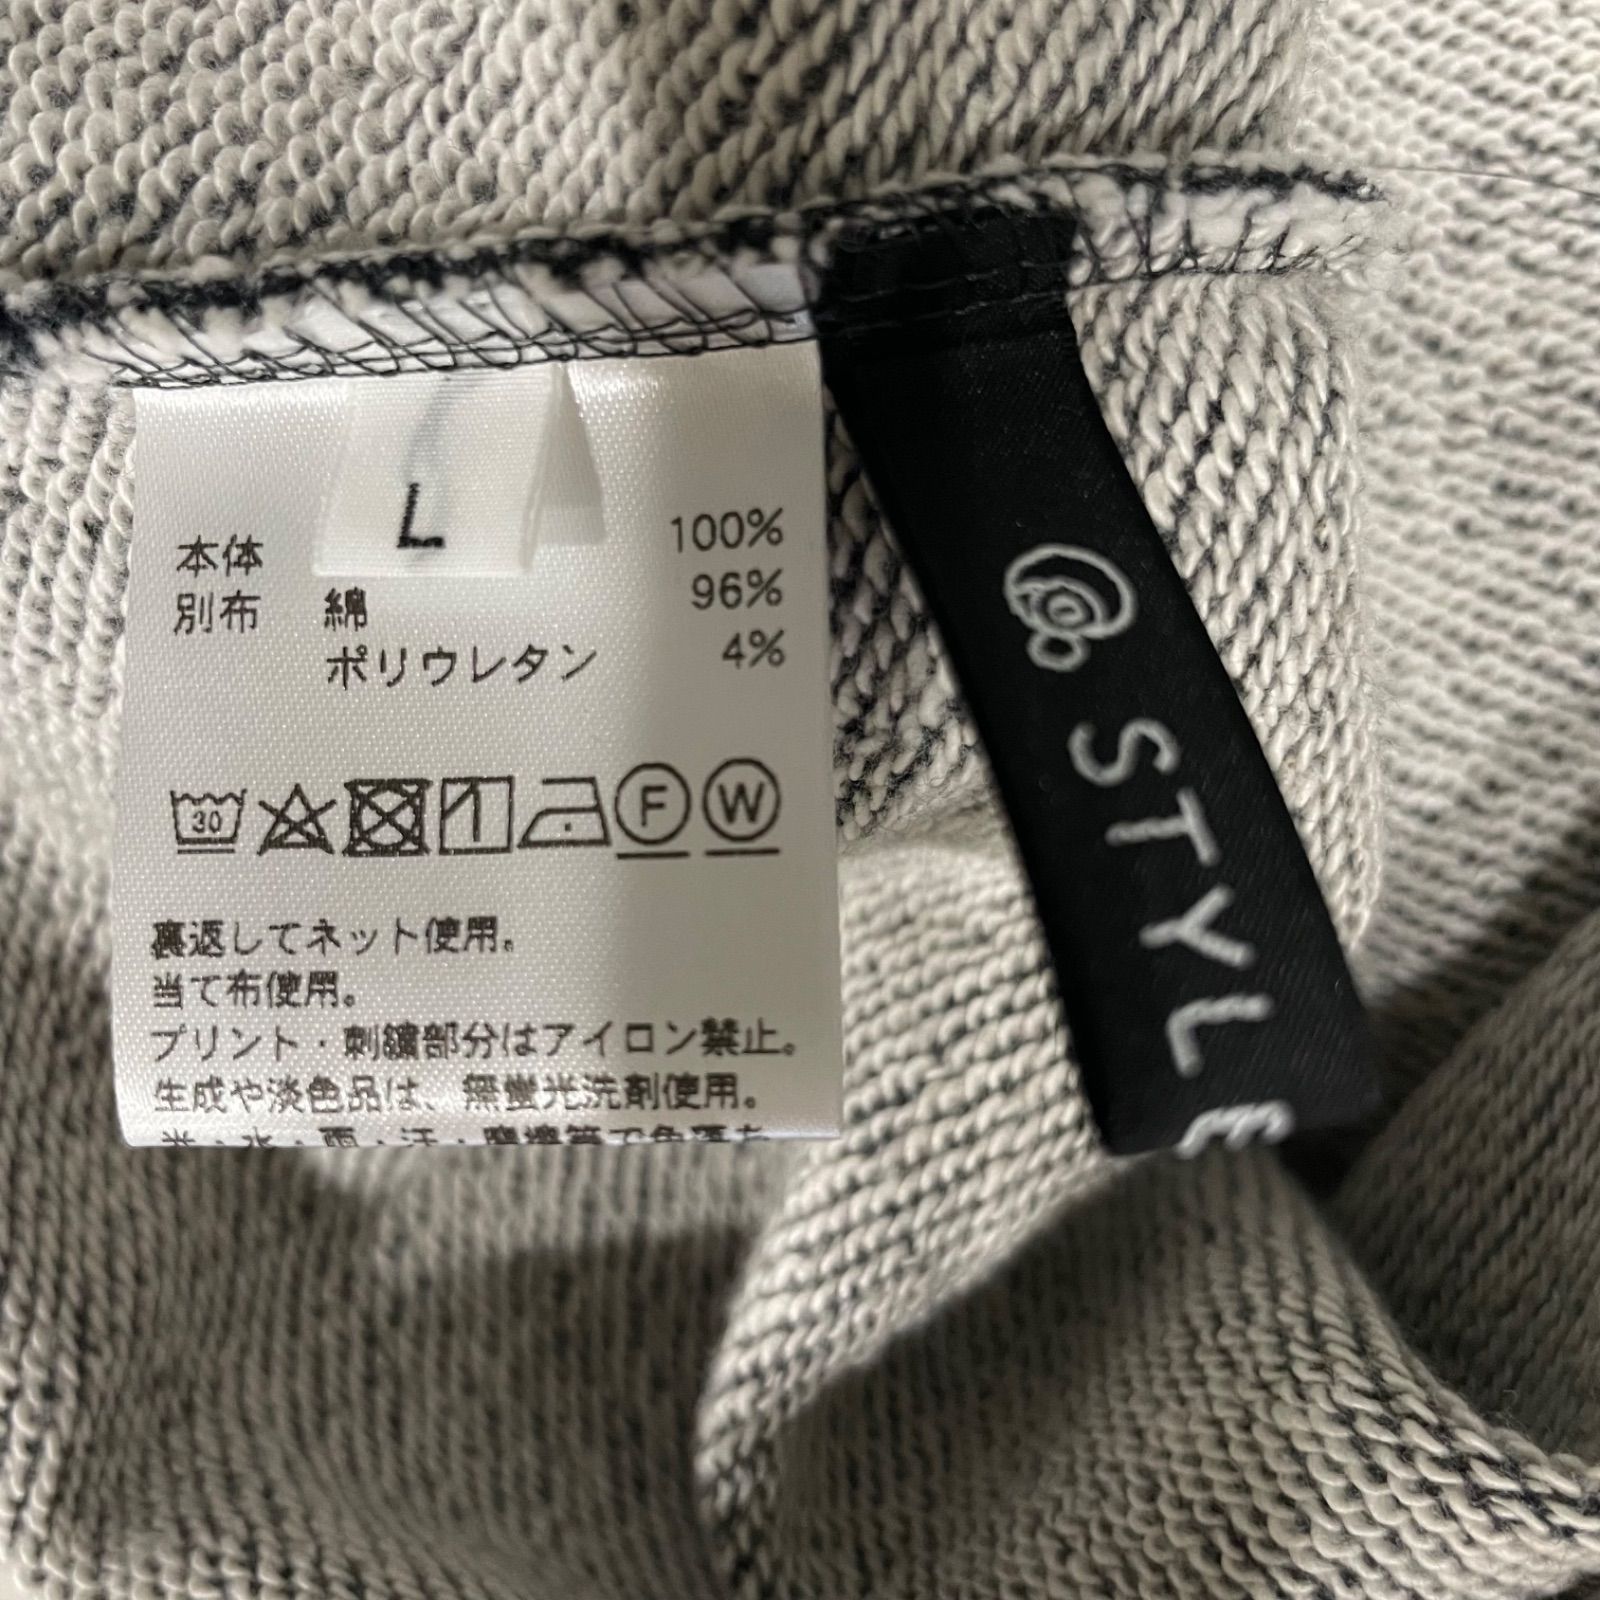 L
本体 100%
別布 綿 96%
ポリウレタン 4%
30 F W
裏返してネット使用。
当て布使用。
プリント・刺繍部分はアイロン禁止。
生成や淡色品は、無蛍光洗剤使用。
STYLE